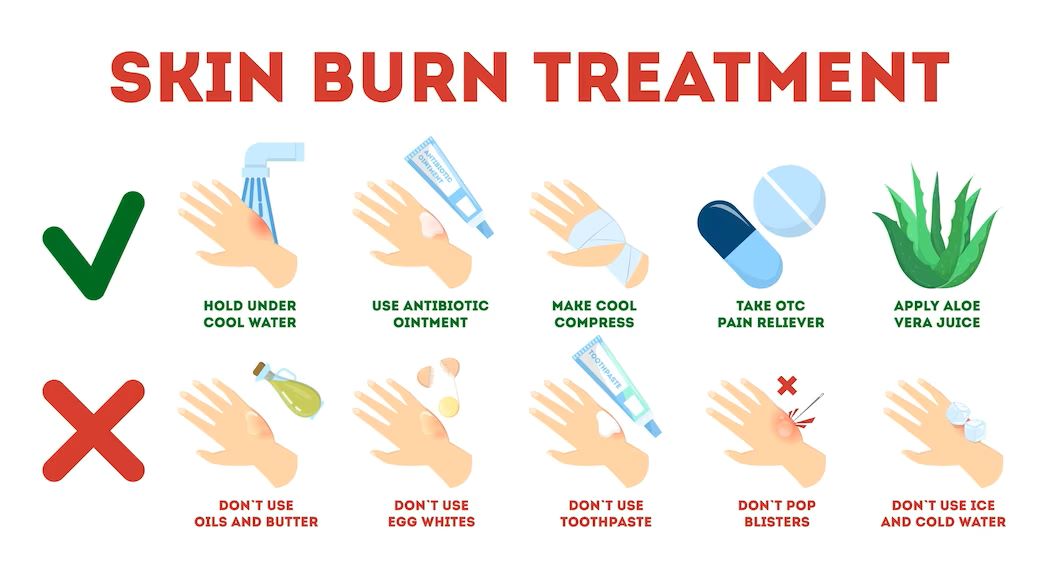 SKIN BURN TREATMENT
ANTIBIOTIC
OINTMENT
HOLD UNDER
COOL WATER
USE ANTIBIOTIC
OINTMENT
MAKE COOL
COMPRESS
TAKE OTC
PAIN RELIEVER
APPLY ALOE
VERA JUICE
TOOTHPASTE
DON`T USE
OILS AND BUTTER
DON`T USE
EGG WHITES
DON`T USE
TOOTHPASTE
DON`T POP
BLISTERS
DON`T USE ICE
AND COLD WATER